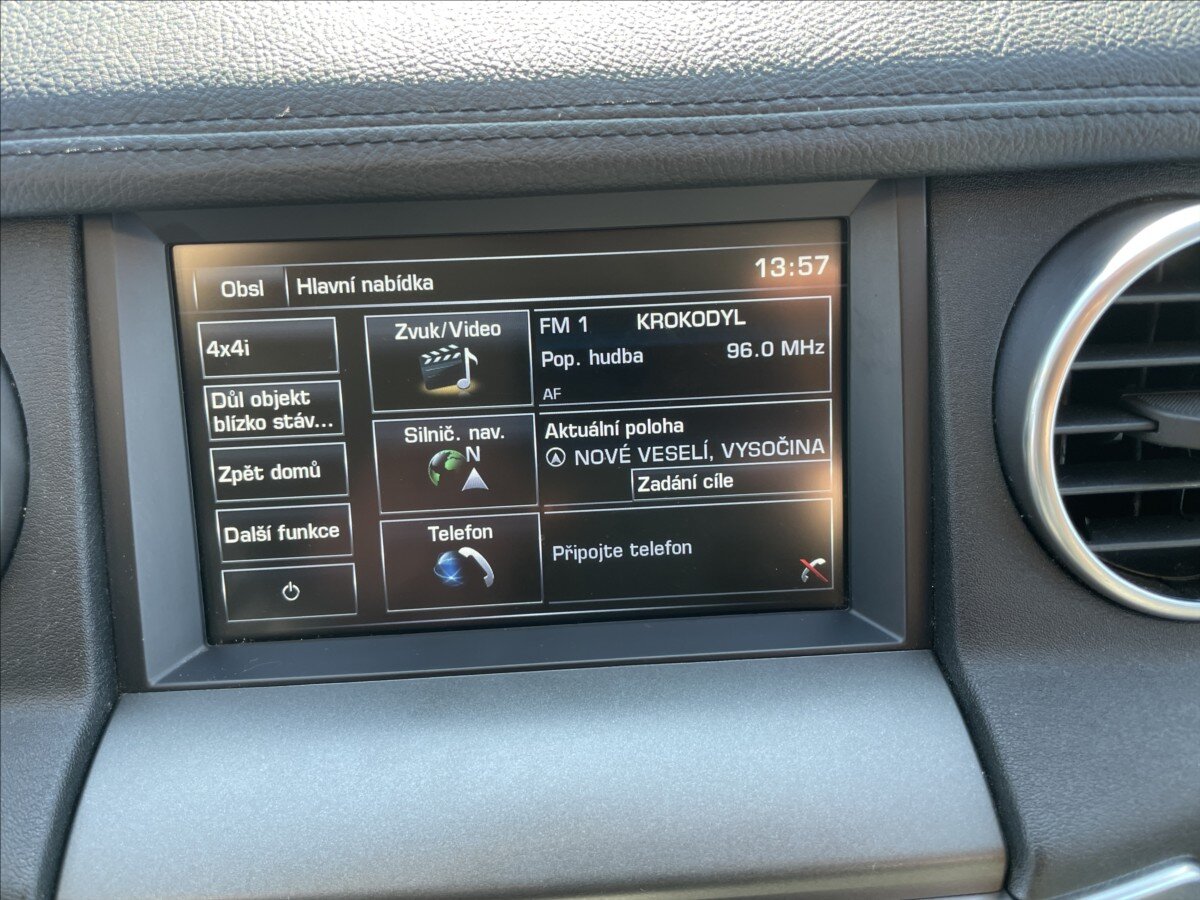 Obsl
Hlavní nabídka
13:57
4x4i
Důl objekt
blízko stáv...
Zpět domů
Další funkce
Zvuk/Video
Silnič. nav.
N
Telefon
FM 1 KROKODYL
Pop. hudba 96.0 MHz
AF
Aktuální poloha
NOVÉ VESELÍ, VYSOČINA
Zadání cíle
Připojte telefon